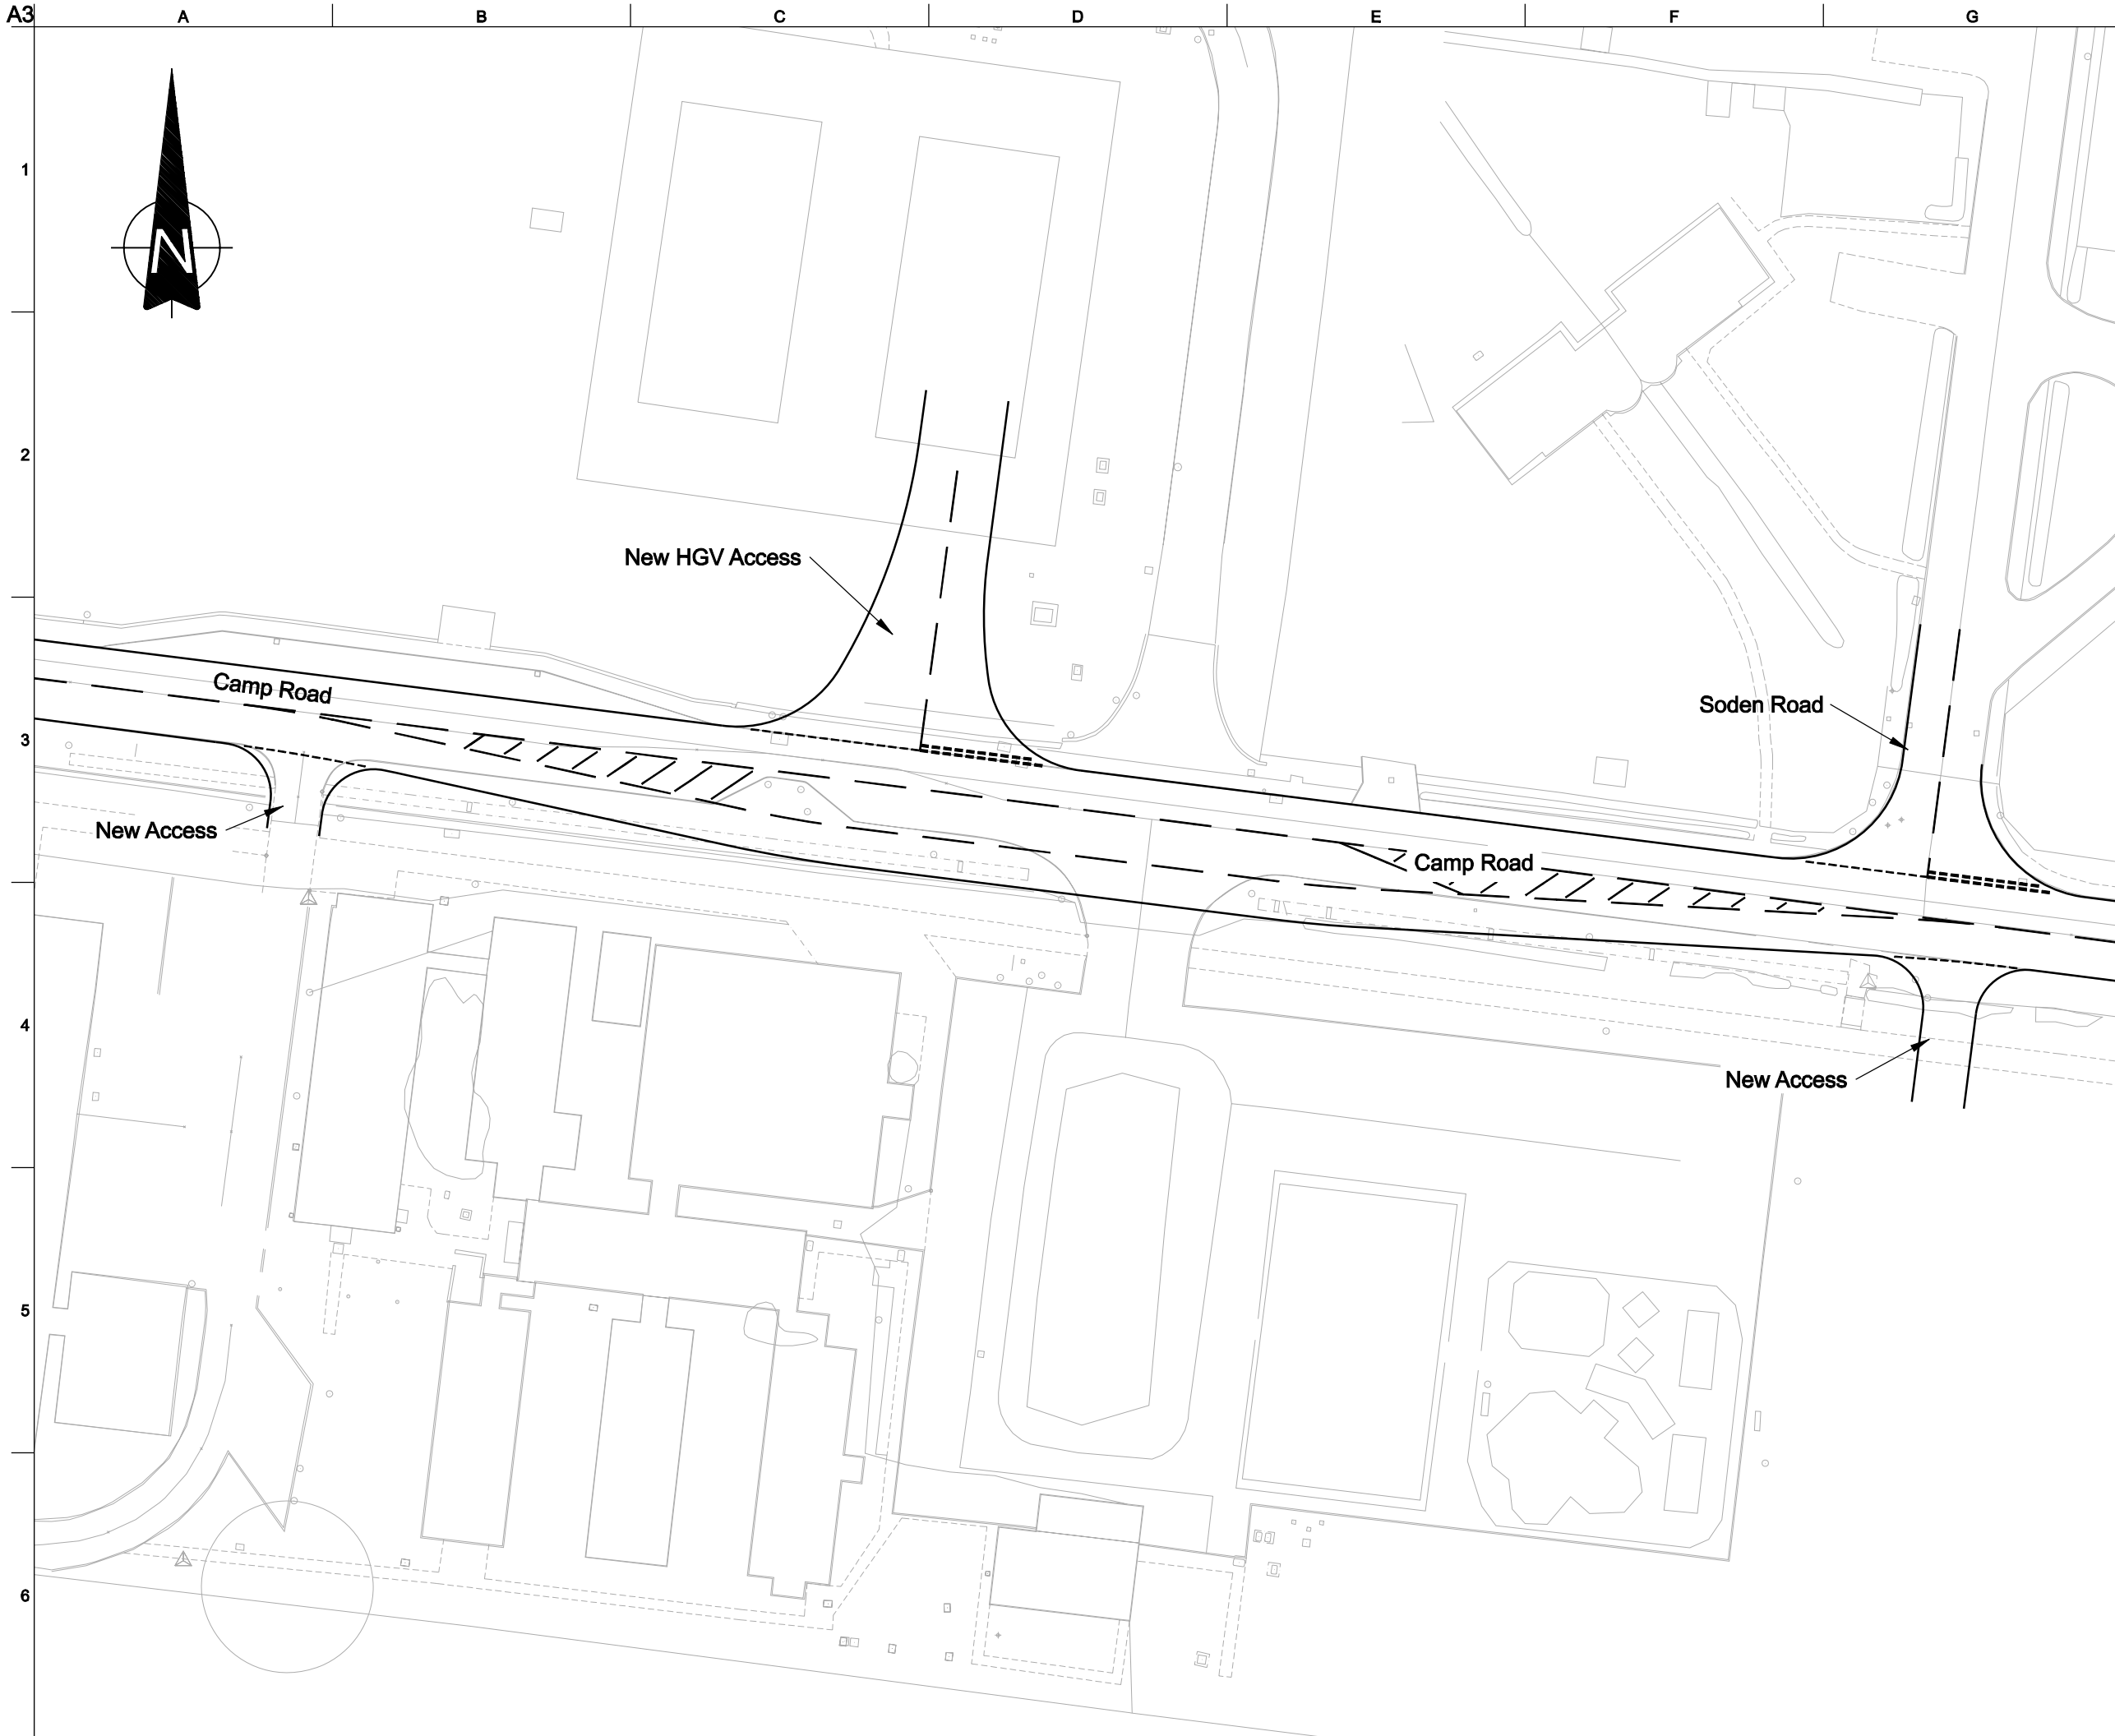 A3
A B C D E F G
N
1
2
New HGV Access
Camp Road
Soden Road
3
New Access
Camp Road
4
New Access
5
6